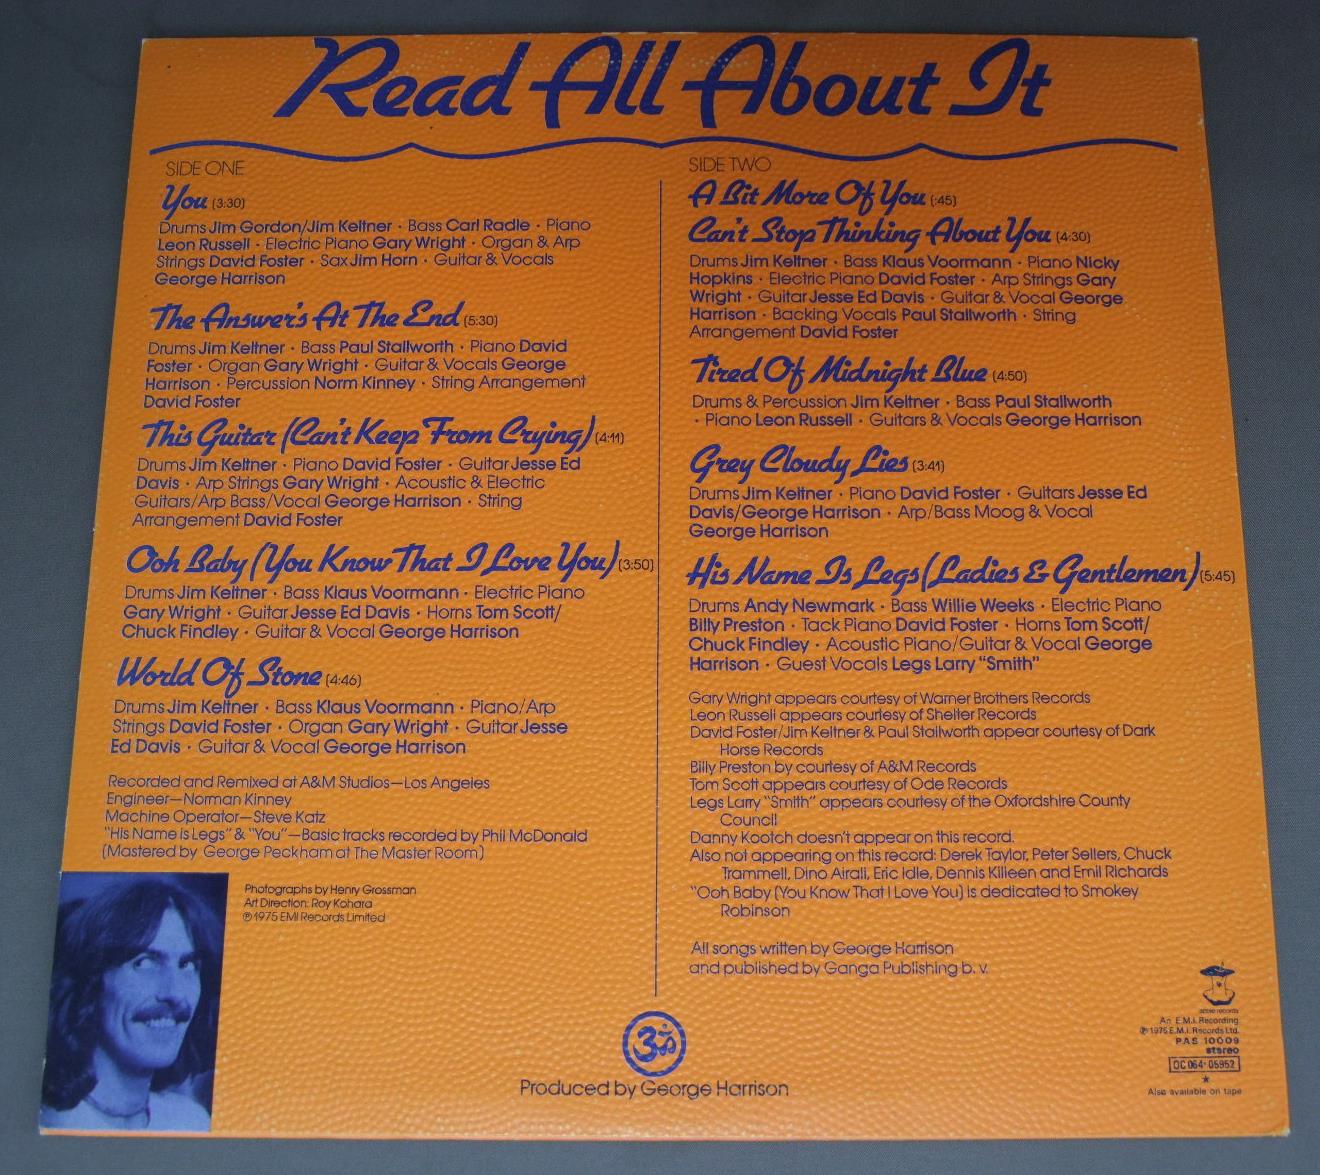 Read All About It
SIDE ONE
You (3:30)
Drums Jim Gordon/Jim Keltner · Bass Carl Radle · Piano
Leon Russell · Electric Piano Gary Wright · Organ & Arp
Strings David Foster · Sax Jim Horn · Guitar & Vocals
George Harrison
The Answer's At The End (5:30)
Drums Jim Keltner · Bass Paul Stallworth · Piano David
Foster · Organ Gary Wright · Guitar & Vocals George
Harrison · Percussion Norm Kinney · String Arrangement
David Foster
This Guitar (Can't Keep From Crying) (4:11)
Drums Jim Keltner · Piano David Foster · Guitar Jesse Ed
Davis · Arp Strings Gary Wright · Acoustic & Electric
Guitars/Arp Bass/Vocal George Harrison · String
Arrangement David Foster
Ooh Baby (You Know That I Love You) (3:50)
Drums Jim Keltner · Bass Klaus Voormann · Electric Piano
Gary Wright · Guitar Jesse Ed Davis · Horns Tom Scott/
Chuck Findley · Guitar & Vocal George Harrison
World Of Stone (4:46)
Drums Jim Keltner · Bass Klaus Voormann · Piano/Arp
Strings David Foster · Organ Gary Wright · Guitar Jesse
Ed Davis · Guitar & Vocal George Harrison
Recorded and Remixed at A&M Studios—Los Angeles
Engineer—Norman Kinney
Machine Operator—Steve Katz
"His Name is Legs" & "You"—Basic tracks recorded by Phil McDonald
(Mastered by George Peckham at The Master Room)
Photographs by Henry Grossman
Art Direction: Roy Kohara
℗1975 EMI Records Limited
SIDE TWO
A Bit More Of You (:45)
Can't Stop Thinking About You (4:30)
Drums Jim Keltner · Bass Klaus Voormann · Piano Nicky
Hopkins · Electric Piano David Foster · Arp Strings Gary
Wright · Guitar Jesse Ed Davis · Guitar & Vocal George
Harrison · Backing Vocals Paul Stallworth · String
Arrangement David Foster
Tired Of Midnight Blue (4:50)
Drums & Percussion Jim Keltner · Bass Paul Stallworth
· Piano Leon Russell · Guitars & Vocals George Harrison
Grey Cloudy Lies (3:41)
Drums Jim Keltner · Piano David Foster · Guitars Jesse Ed
Davis/George Harrison · Arp/Bass Moog & Vocal
George Harrison
His Name Is Legs (Ladies & Gentlemen) (5:45)
Drums Andy Newmark · Bass Willie Weeks · Electric Piano
Billy Preston · Tack Piano David Foster · Horns Tom Scott/
Chuck Findley · Acoustic Piano/Guitar & Vocal George
Harrison · Guest Vocals Legs Larry "Smith"
Gary Wright appears courtesy of Warner Brothers Records
Leon Russell appears courtesy of Shelter Records
David Foster/Jim Keltner & Paul Stallworth appear courtesy of Dark
Horse Records
Billy Preston by courtesy of A&M Records
Tom Scott appears courtesy of Ode Records
Legs Larry "Smith" appears courtesy of the Oxfordshire County
Council
Danny Kootch doesn't appear on this record.
Also not appearing on this record: Derek Taylor, Peter Sellers, Chuck
Trammell, Dino Airali, Eric Idle, Dennis Killeen and Emil Richards
"Ooh Baby (You Know That I Love You) is dedicated to Smokey
Robinson
All songs written by George Harrison
and published by Ganga Publishing b. v.
ॐ
Produced by George Harrison
apple records
An E.M.I. Recording
℗1975 E.M.I. Records Ltd.
PAS 10009
stereo
OC 064·05952
★
Also available on tape